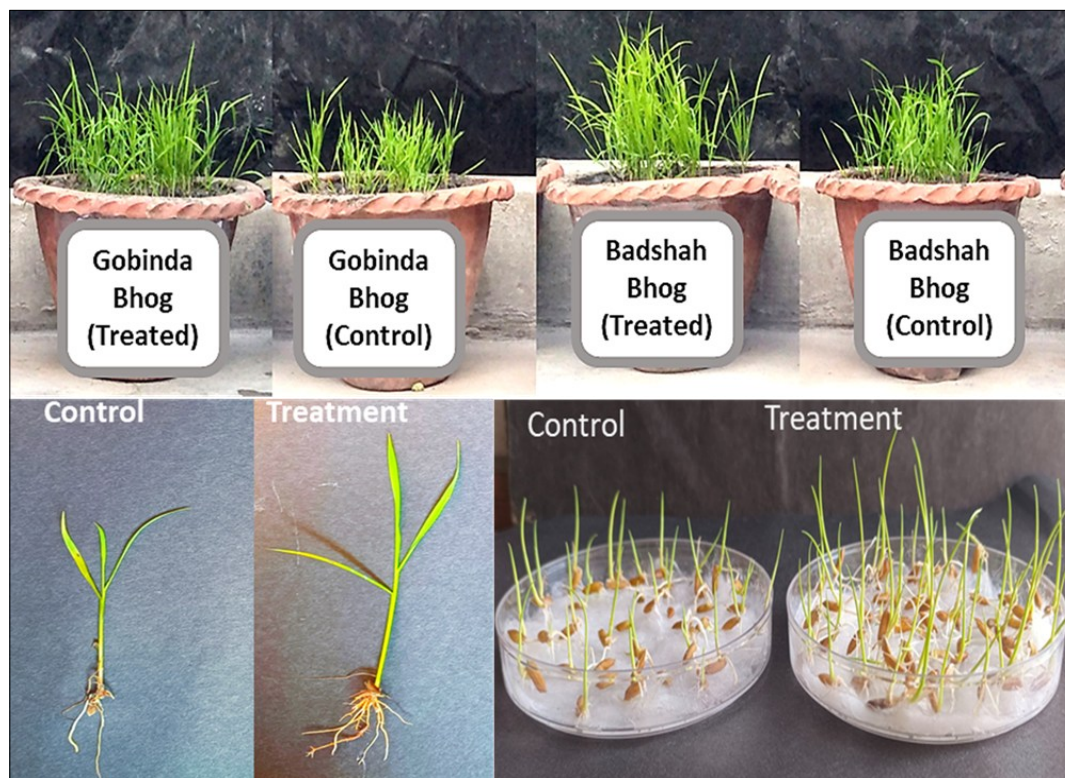 Gobinda
Bhog
(Treated)
Gobinda
Bhog
(Control)
Badshah
Bhog
(Treated)
Badshah
Bhog
(Control)
Control
Treatment
Control
Treatment